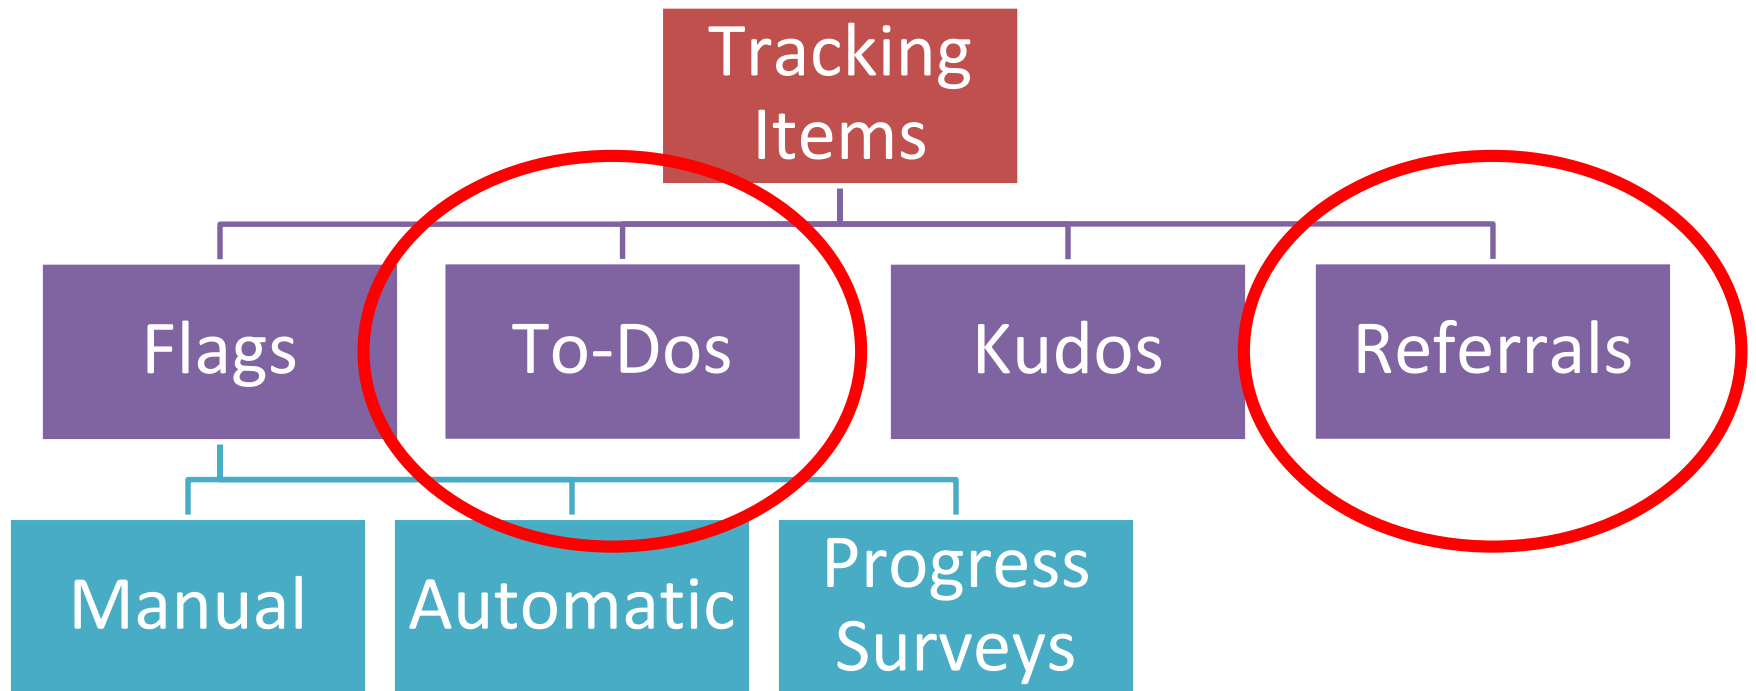 Tracking
Items
Flags
To-Dos
Kudos
Referrals
Manual
Automatic
Progress
Surveys